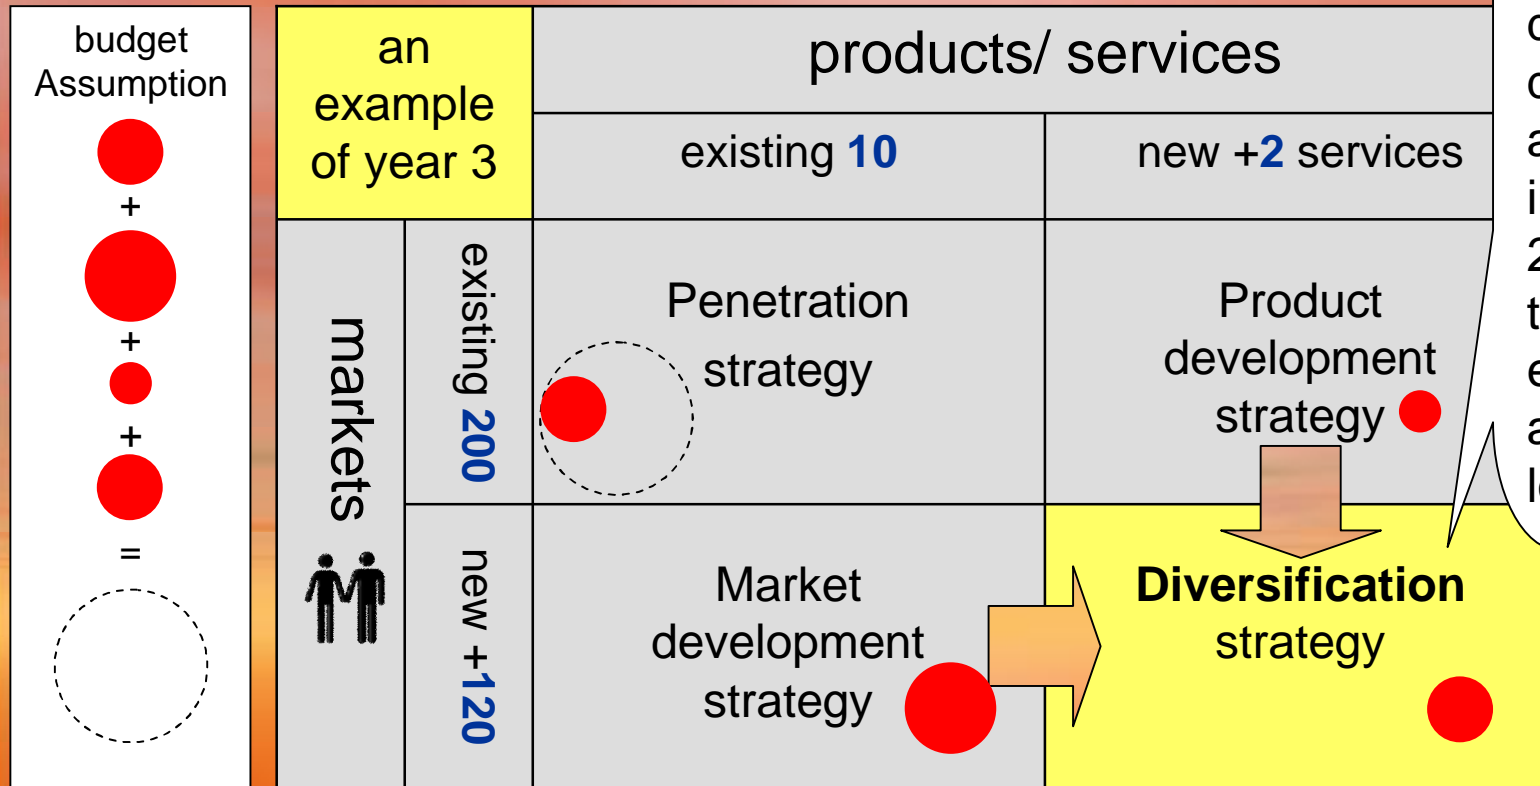 budget
Assumption
+
+
+
=
an
example
of year 3
products/ services
existing 10
new +2 services
markets
existing 200
new +120
Penetration
strategy
Product
development
strategy
Market
development
strategy
Diversification
strategy